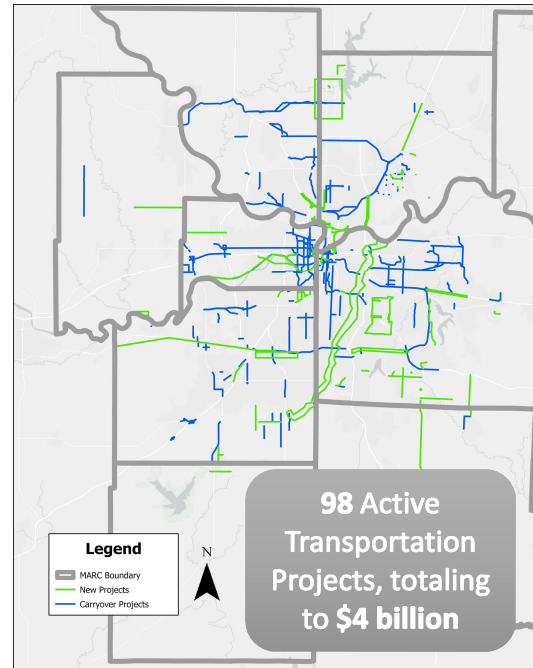 98 Active
Transportation
Projects, totaling
to $4 billion
Legend
MARC Boundary
New Projects
Carryover Projects
N